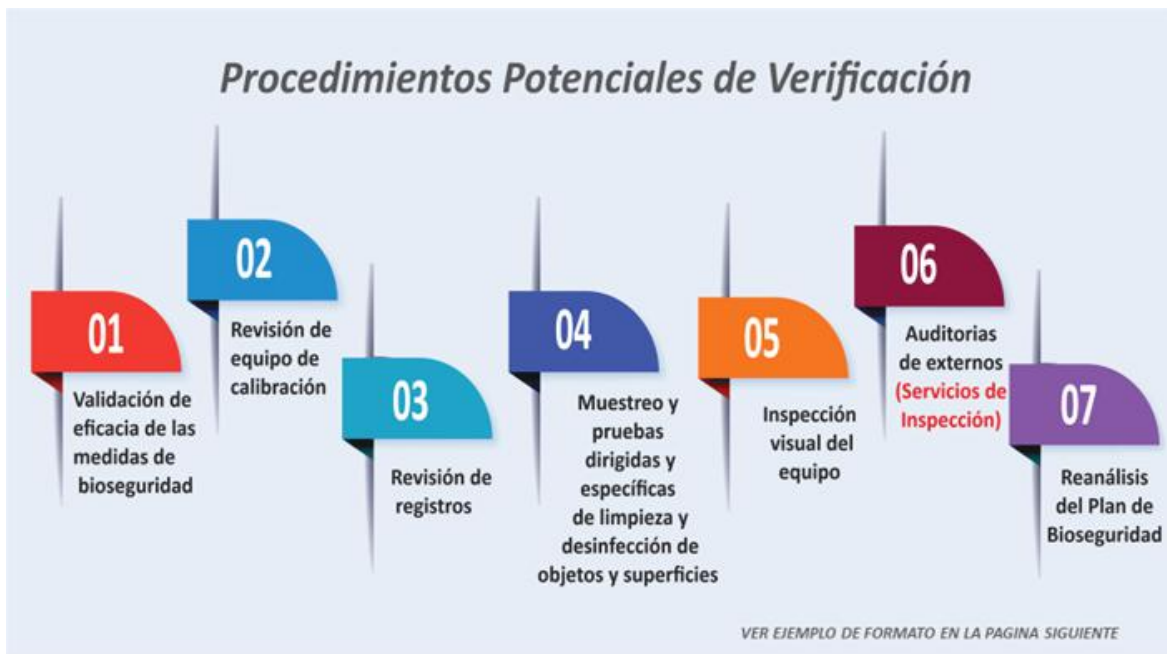 Procedimientos Potenciales de Verificación
01
Validación de
eficacia de las
medidas de
bioseguridad
02
Revisión de
equipo de
calibración
03
Revisión de
registros
04
Muestreo y
pruebas
dirigidas y
específicas
de limpieza y
desinfección de
objetos y superficies
05
Inspección
visual del
equipo
06
Auditorias
de externos
(Servicios de
Inspección)
07
Reanálisis
del Plan de
Bioseguridad
VER EJEMPLO DE FORMATO EN LA PAGINA SIGUIENTE